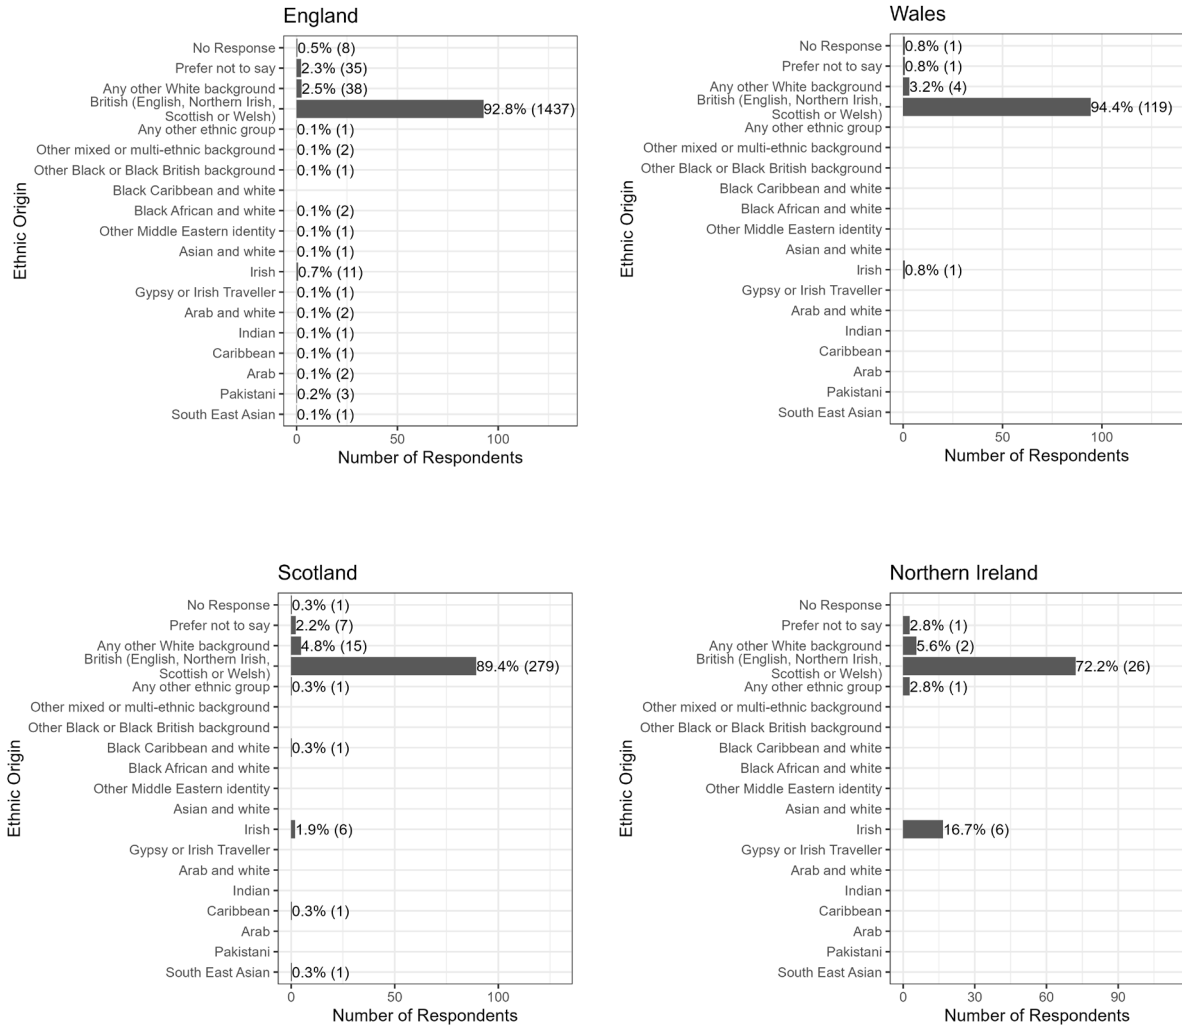 England
Ethnic Origin
No Response 0.5% (8)
Prefer not to say 2.3% (35)
Any other White background 2.5% (38)
British (English, Northern Irish,
Scottish or Welsh) 92.8% (1437)
Any other ethnic group 0.1% (1)
Other mixed or multi-ethnic background 0.1% (2)
Other Black or Black British background 0.1% (1)
Black Caribbean and white
Black African and white 0.1% (2)
Other Middle Eastern identity 0.1% (1)
Asian and white 0.1% (1)
Irish 0.7% (11)
Gypsy or Irish Traveller 0.1% (1)
Arab and white 0.1% (2)
Indian 0.1% (1)
Caribbean 0.1% (1)
Arab 0.1% (2)
Pakistani 0.2% (3)
South East Asian 0.1% (1)
0 50 100
Number of Respondents
Wales
Ethnic Origin
No Response 0.8% (1)
Prefer not to say 0.8% (1)
Any other White background 3.2% (4)
British (English, Northern Irish,
Scottish or Welsh) 94.4% (119)
Any other ethnic group
Other mixed or multi-ethnic background
Other Black or Black British background
Black Caribbean and white
Black African and white
Other Middle Eastern identity
Asian and white
Irish 0.8% (1)
Gypsy or Irish Traveller
Arab and white
Indian
Caribbean
Arab
Pakistani
South East Asian
0 50 100
Number of Respondents
Scotland
Ethnic Origin
No Response 0.3% (1)
Prefer not to say 2.2% (7)
Any other White background 4.8% (15)
British (English, Northern Irish,
Scottish or Welsh) 89.4% (279)
Any other ethnic group 0.3% (1)
Other mixed or multi-ethnic background
Other Black or Black British background
Black Caribbean and white 0.3% (1)
Black African and white
Other Middle Eastern identity
Asian and white
Irish 1.9% (6)
Gypsy or Irish Traveller
Arab and white
Indian
Caribbean 0.3% (1)
Arab
Pakistani
South East Asian 0.3% (1)
0 50 100
Number of Respondents
Northern Ireland
Ethnic Origin
No Response
Prefer not to say 2.8% (1)
Any other White background 5.6% (2)
British (English, Northern Irish,
Scottish or Welsh) 72.2% (26)
Any other ethnic group 2.8% (1)
Other mixed or multi-ethnic background
Other Black or Black British background
Black Caribbean and white
Black African and white
Other Middle Eastern identity
Asian and white
Irish 16.7% (6)
Gypsy or Irish Traveller
Arab and white
Indian
Caribbean
Arab
Pakistani
South East Asian
0 30 60 90
Number of Respondents